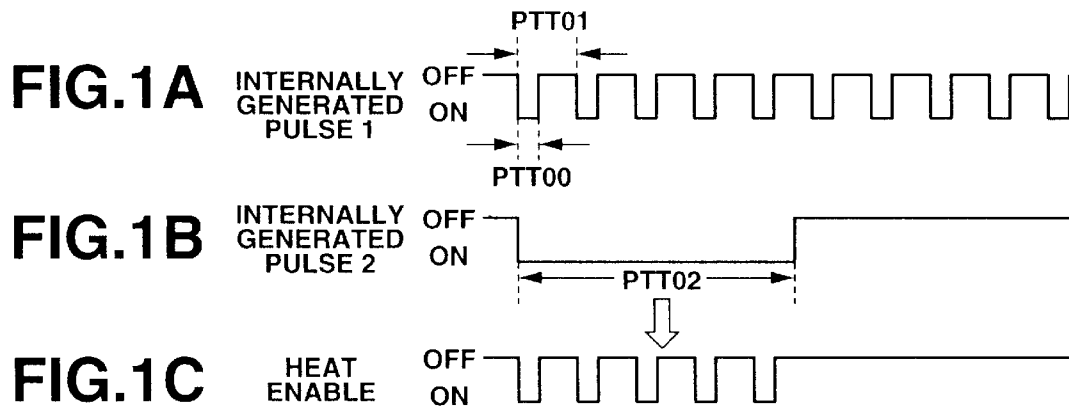 PTT01
FIG.1A
INTERNALLY
GENERATED
PULSE 1
OFF
ON
PTT00
FIG.1B
INTERNALLY
GENERATED
PULSE 2
OFF
ON
PTT02
FIG.1C
HEAT
ENABLE
OFF
ON